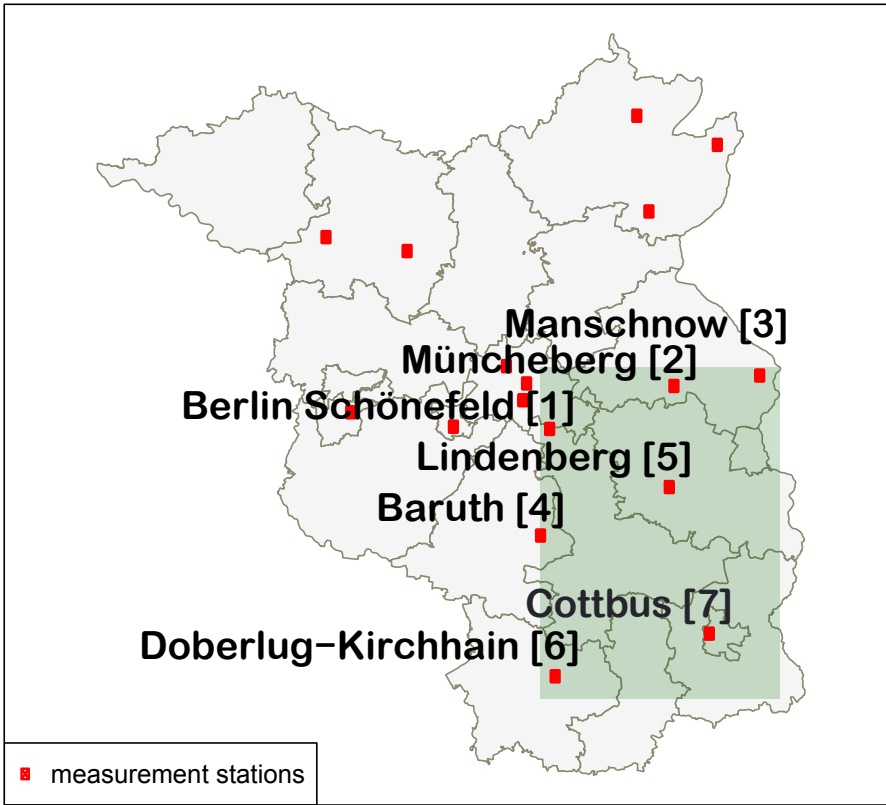 Manschnow [3]
Müncheberg [2]
Berlin Schönefeld [1]
Lindenberg [5]
Baruth [4]
Cottbus [7]
Doberlug−Kirchhain [6]
measurement stations